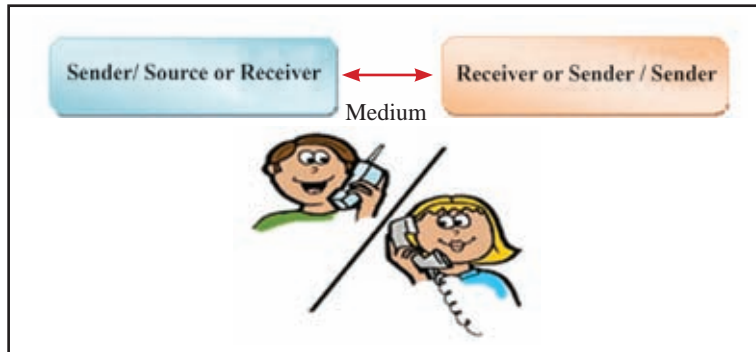 Sender/ Source or Receiver
Receiver or Sender / Sender
Medium